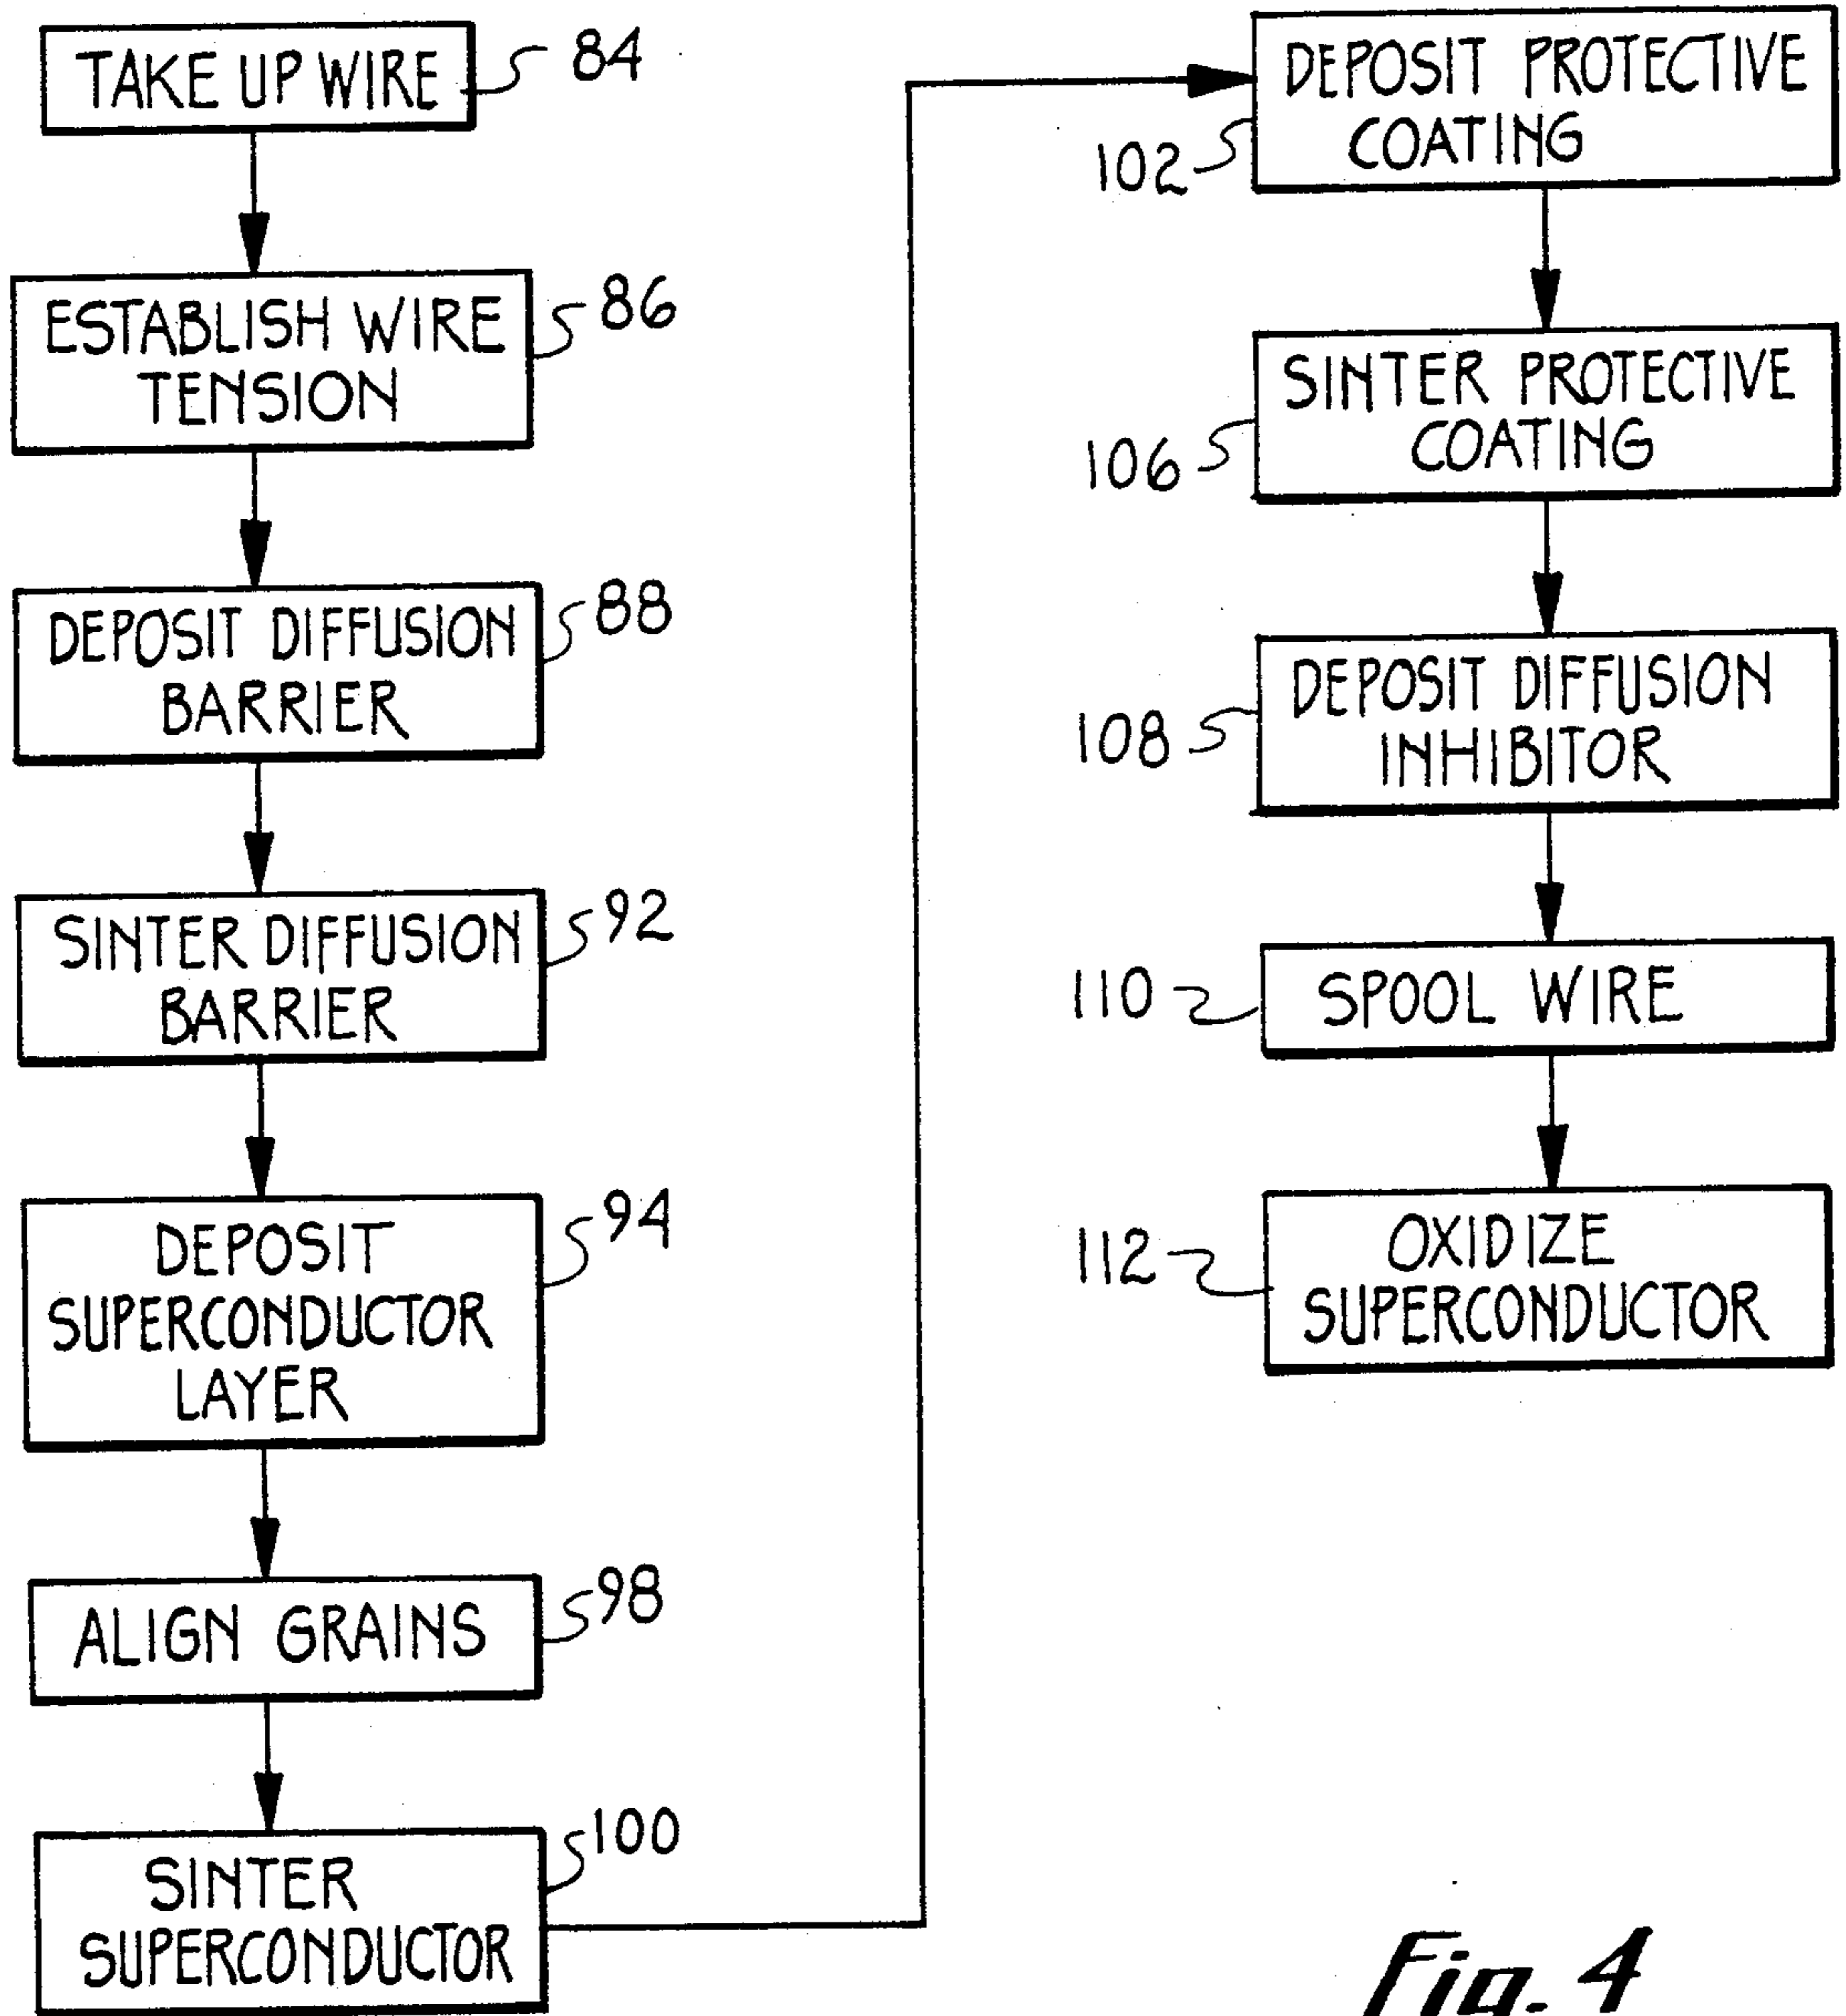 TAKE UP WIRE
84
ESTABLISH WIRE
TENSION
86
DEPOSIT DIFFUSION
BARRIER
88
SINTER DIFFUSION
BARRIER
92
DEPOSIT
SUPERCONDUCTOR
LAYER
94
ALIGN GRAINS
98
SINTER
SUPERCONDUCTOR
100
DEPOSIT PROTECTIVE
COATING
102
SINTER PROTECTIVE
COATING
106
DEPOSIT DIFFUSION
INHIBITOR
108
SPOOL WIRE
110
OXIDIZE
SUPERCONDUCTOR
112
Fig. 4